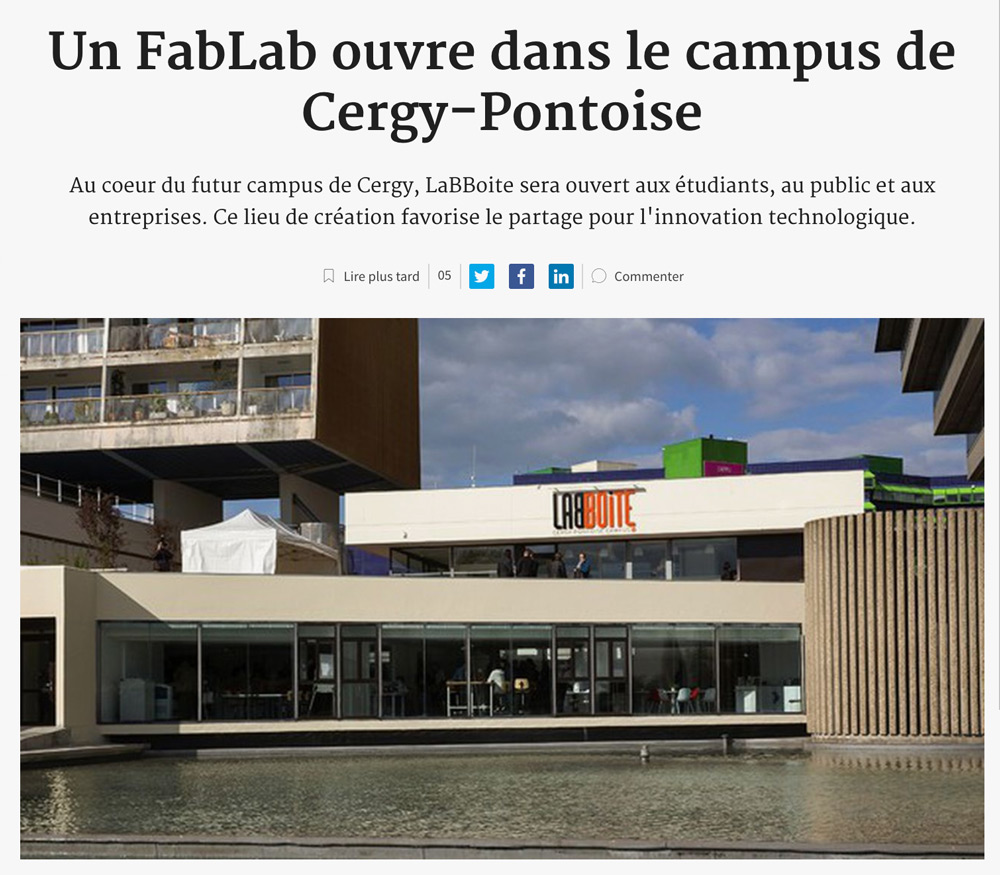 Un FabLab ouvre dans le campus de
Cergy-Pontoise
Au coeur du futur campus de Cergy, LaBBoite sera ouvert aux étudiants, au public et aux
entreprises. Ce lieu de création favorise le partage pour l'innovation technologique.
Lire plus tard 05 f in Commenter
LABBOITE